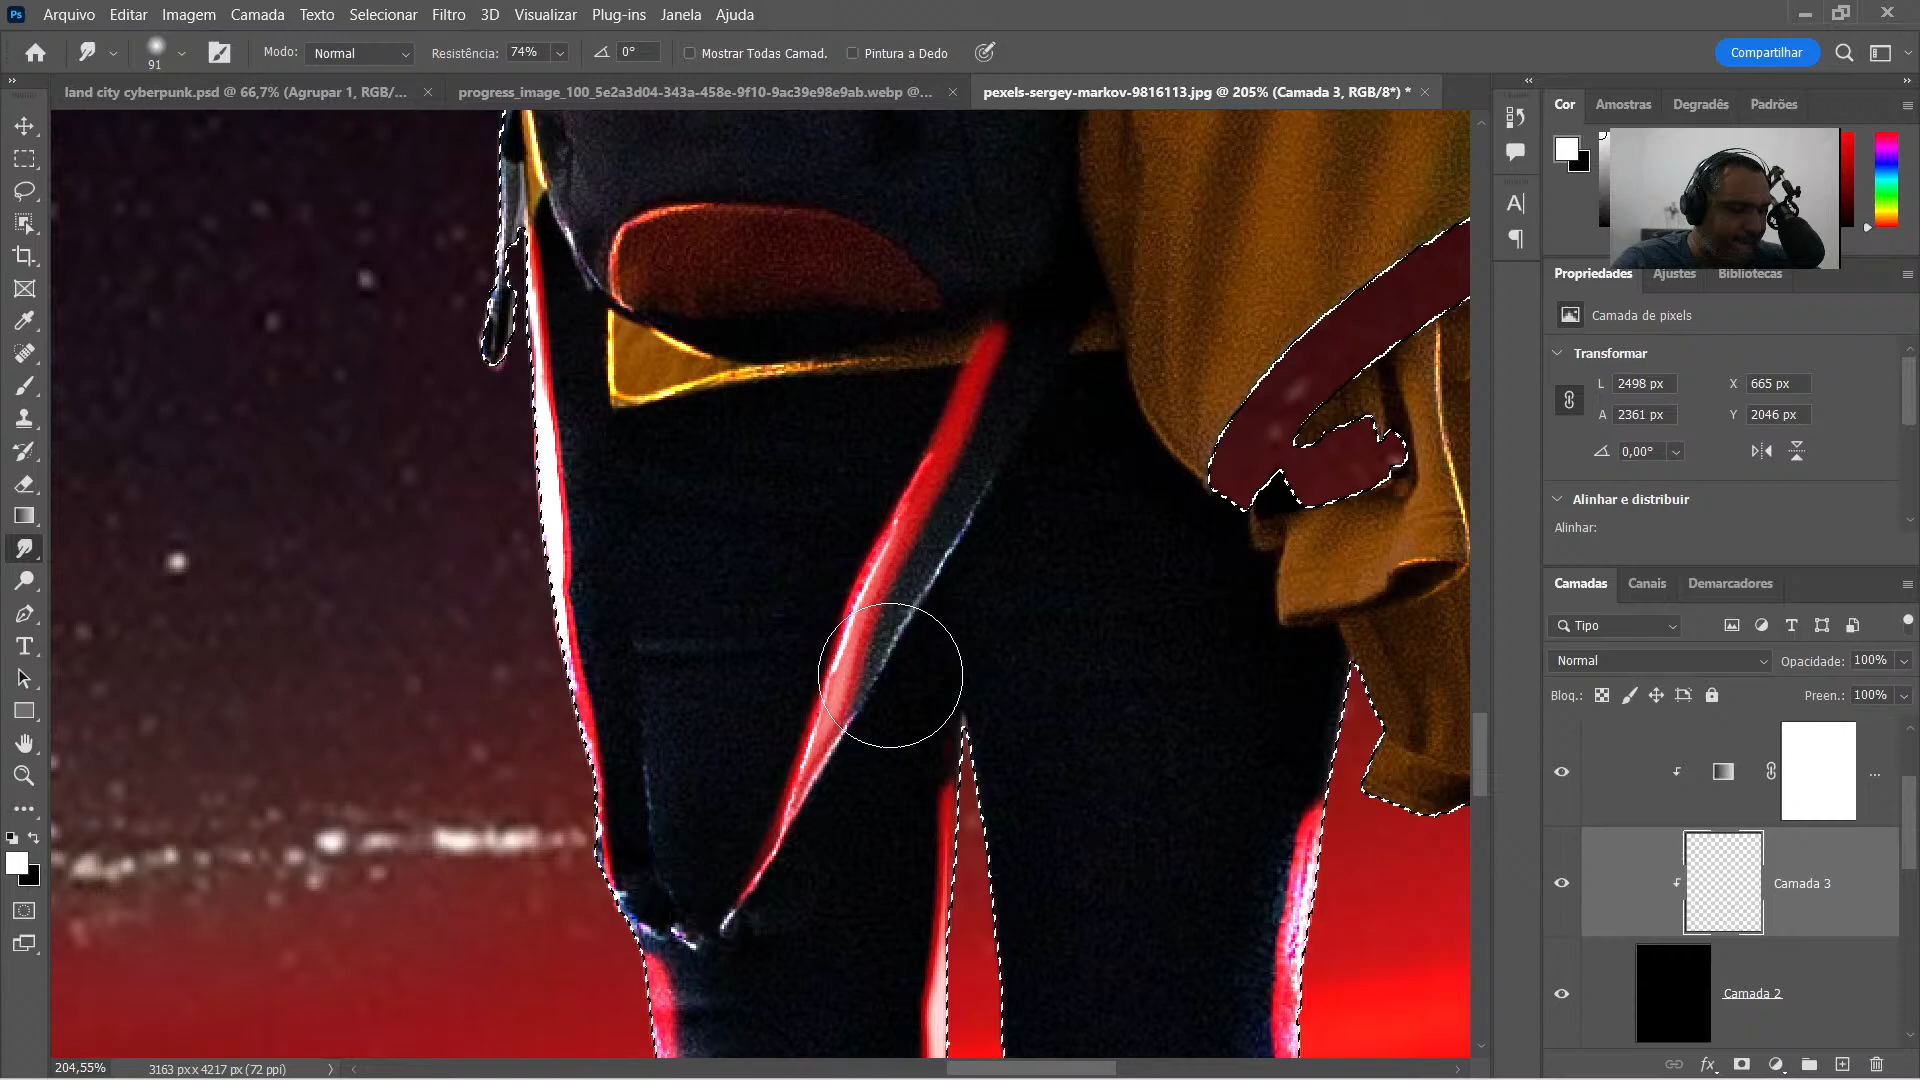 Ps Arquivo Editar Imagem Camada Texto Selecionar Filtro 3D Visualizar Plug-ins Janela Ajuda
91 Modo: Normal Resistência: 74% 0° Mostrar Todas Camad. Pintura a Dedo Compartilhar
land city cyberpunk.psd @ 66,7% (Agrupar 1, RGB/... progress_image_100_5e2a3d04-343a-458e-9f10-9ac39e98e9ab.webp @... pexels-sergey-markov-9816113.jpg @ 205% (Camada 3, RGB/8*) *
Cor Amostras Degradês Padrões
Propriedades Ajustes Bibliotecas
Camada de pixels
Transformar
L 2498 px X 665 px
A 2361 px Y 2046 px
0,00°
Alinhar e distribuir
Alinhar:
Camadas Canais Demarcadores
Tipo
Normal Opacidade: 100%
Bloq.: Preen.: 100%
...
Camada 3
Camada 2
204,55% 3163 px x 4217 px (72 ppi)
fx